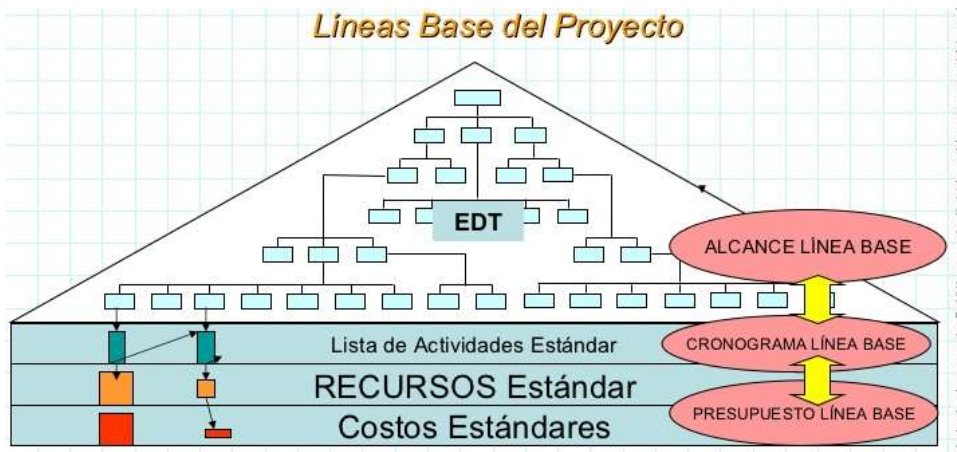 Líneas Base del Proyecto
EDT
ALCANCE LÍNEA BASE
Lista de Actividades Estándar
CRONOGRAMA LÍNEA BASE
RECURSOS Estándar
PRESUPUESTO LÍNEA BASE
Costos Estándares